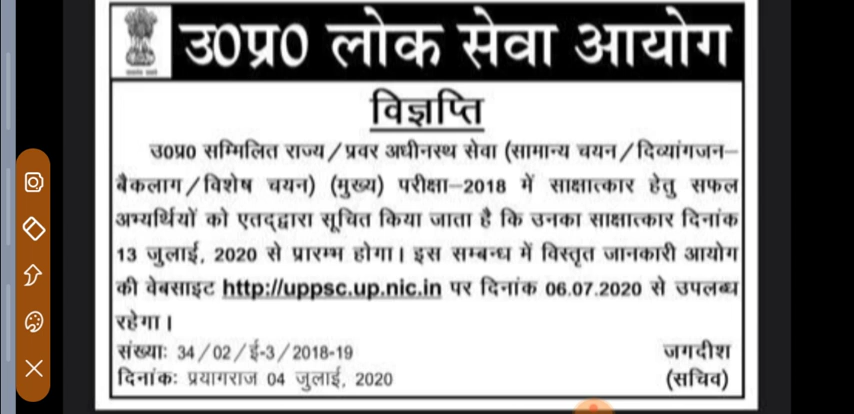 उ0प्र0 लोक सेवा आयोग
विज्ञप्ति
उ0प्र0 सम्मिलित राज्य/प्रवर अधीनस्थ सेवा (सामान्य चयन/दिव्यांगजन–
बैकलाग/विशेष चयन) (मुख्य) परीक्षा–2018 में साक्षात्कार हेतु सफल
अभ्यर्थियों को एतद्द्वारा सूचित किया जाता है कि उनका साक्षात्कार दिनांक
13 जुलाई, 2020 से प्रारम्भ होगा। इस सम्बन्ध में विस्तृत जानकारी आयोग
की वेबसाइट http://uppsc.up.nic.in पर दिनांक 06.07.2020 से उपलब्ध
रहेगा।
संख्याः 34/02/ई-3/2018-19
जगदीश
दिनांकः प्रयागराज 04 जुलाई, 2020
(सचिव)